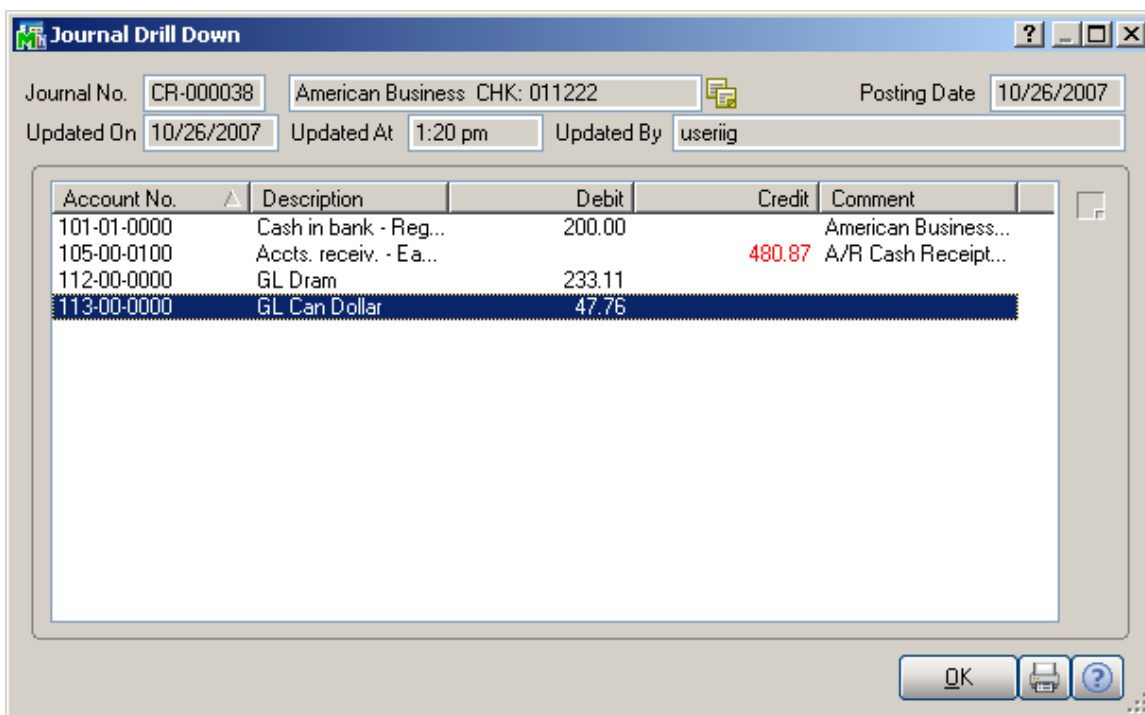 Journal Drill Down
Journal No. CR-000038 American Business CHK: 011222 Posting Date 10/26/2007
Updated On 10/26/2007 Updated At 1:20 pm Updated By useriig
Account No. Description Debit Credit Comment
101-01-0000 Cash in bank - Reg... 200.00 American Business...
105-00-0100 Accts. receiv. - Ea... 480.87 A/R Cash Receipt...
112-00-0000 GL Dram 233.11
113-00-0000 GL Can Dollar 47.76
OK